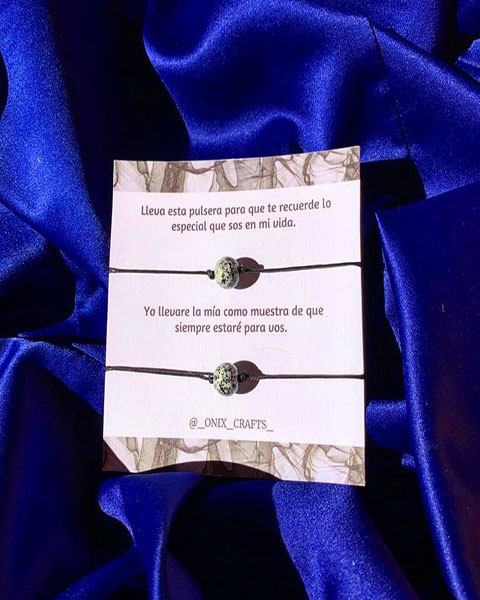 Lleva esta pulsera para que te recuerde lo
especial que sos en mi vida.
Yo llevare la mía como muestra de que
siempre estaré para vos.
@_ONIX_CRAFTS_